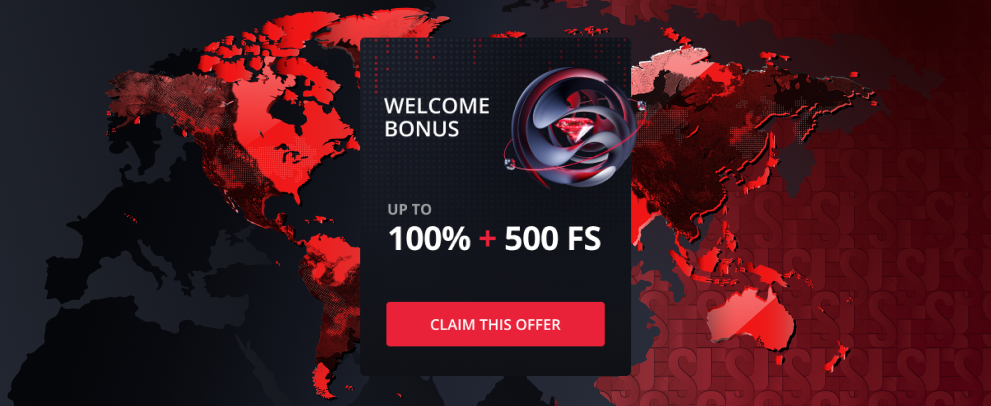 WELCOME
BONUS
UP TO
100% + 500 FS
CLAIM THIS OFFER